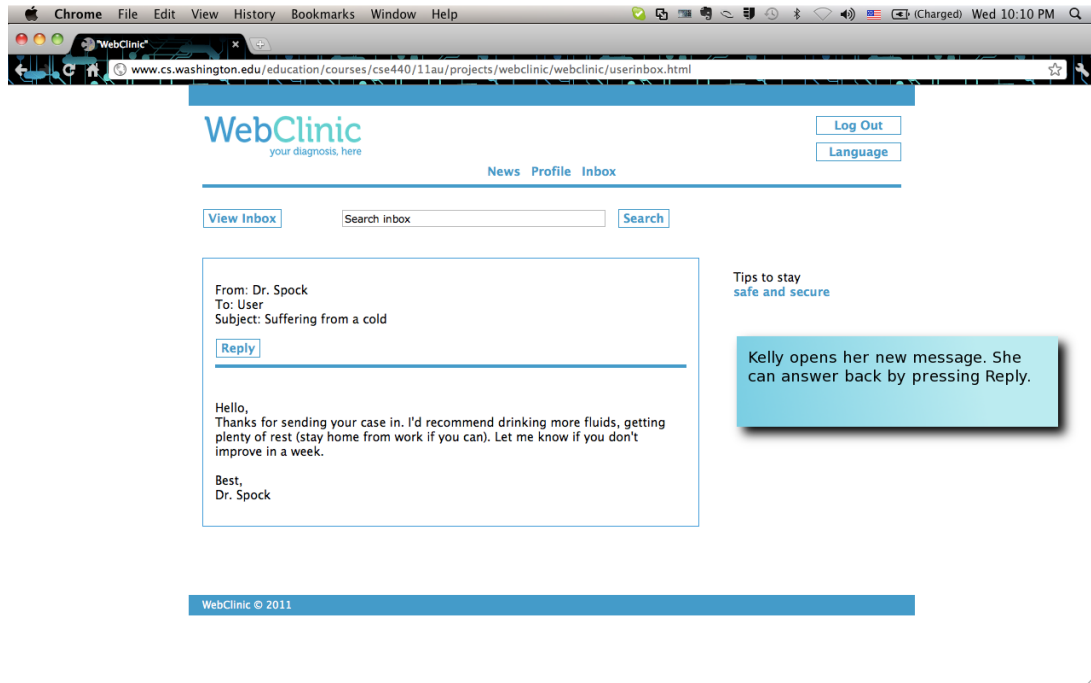 Chrome File Edit View History Bookmarks Window Help (Charged) Wed 10:10 PM
"WebClinic"
www.cs.washington.edu/education/courses/cse440/11au/projects/webclinic/webclinic/userinbox.html
WebClinic
your diagnosis, here
Log Out
Language
News Profile Inbox
View Inbox Search inbox Search
From: Dr. Spock
To: User
Subject: Suffering from a cold
Reply
Hello,
Thanks for sending your case in. I'd recommend drinking more fluids, getting
plenty of rest (stay home from work if you can). Let me know if you don't
improve in a week.
Best,
Dr. Spock
Tips to stay
safe and secure
Kelly opens her new message. She
can answer back by pressing Reply.
WebClinic © 2011